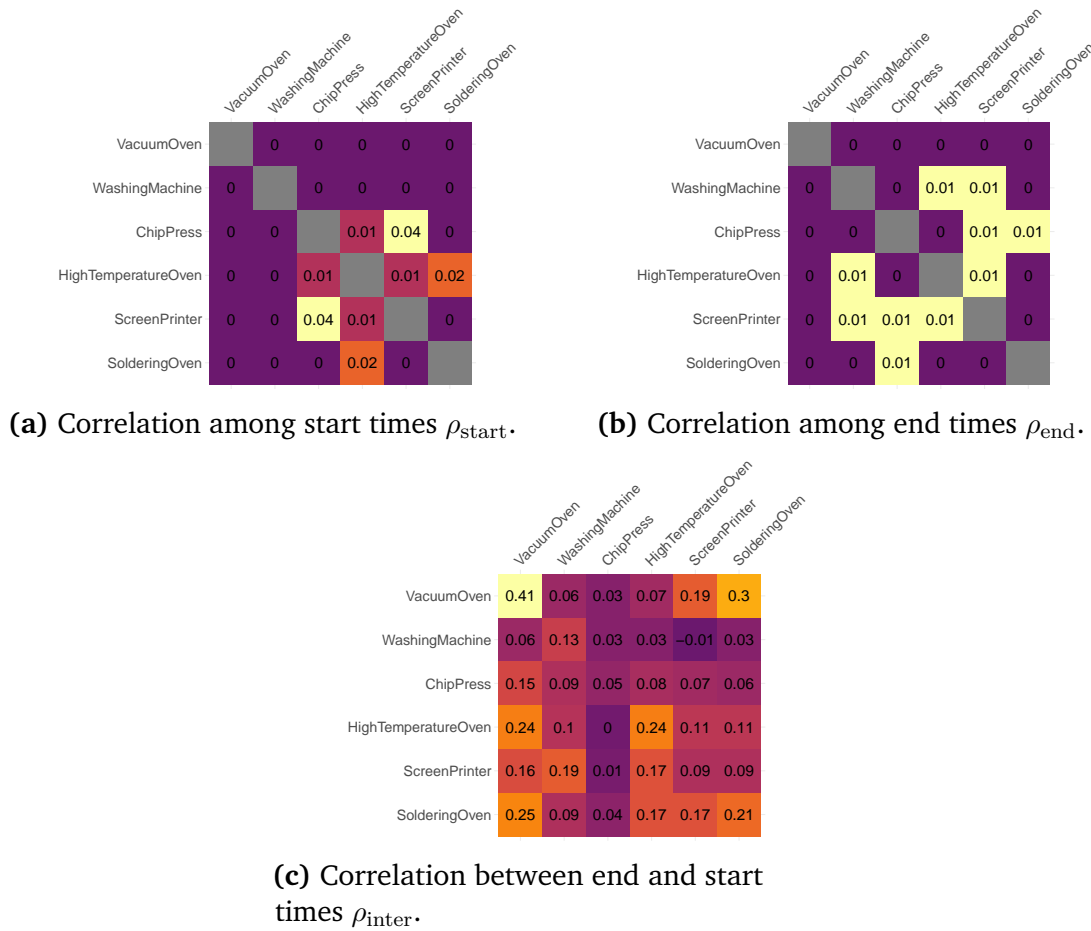 VacuumOven WashingMachine ChipPress HighTemperatureOven ScreenPrinter SolderingOven
VacuumOven 0 0 0 0 0
WashingMachine 0 0 0 0 0
ChipPress 0 0 0.01 0.04 0
HighTemperatureOven 0 0 0.01 0.01 0.02
ScreenPrinter 0 0 0.04 0.01 0
SolderingOven 0 0 0 0.02 0
(a) Correlation among start times ρstart.
VacuumOven WashingMachine ChipPress HighTemperatureOven ScreenPrinter SolderingOven
VacuumOven 0 0 0 0 0
WashingMachine 0 0 0.01 0.01 0
ChipPress 0 0 0 0.01 0.01
HighTemperatureOven 0 0.01 0 0.01 0
ScreenPrinter 0 0.01 0.01 0.01 0
SolderingOven 0 0 0.01 0 0
(b) Correlation among end times ρend.
VacuumOven WashingMachine ChipPress HighTemperatureOven ScreenPrinter SolderingOven
VacuumOven 0.41 0.06 0.03 0.07 0.19 0.3
WashingMachine 0.06 0.13 0.03 0.03 −0.01 0.03
ChipPress 0.15 0.09 0.05 0.08 0.07 0.06
HighTemperatureOven 0.24 0.1 0 0.24 0.11 0.11
ScreenPrinter 0.16 0.19 0.01 0.17 0.09 0.09
SolderingOven 0.25 0.09 0.04 0.17 0.17 0.21
(c) Correlation between end and start
times ρinter.